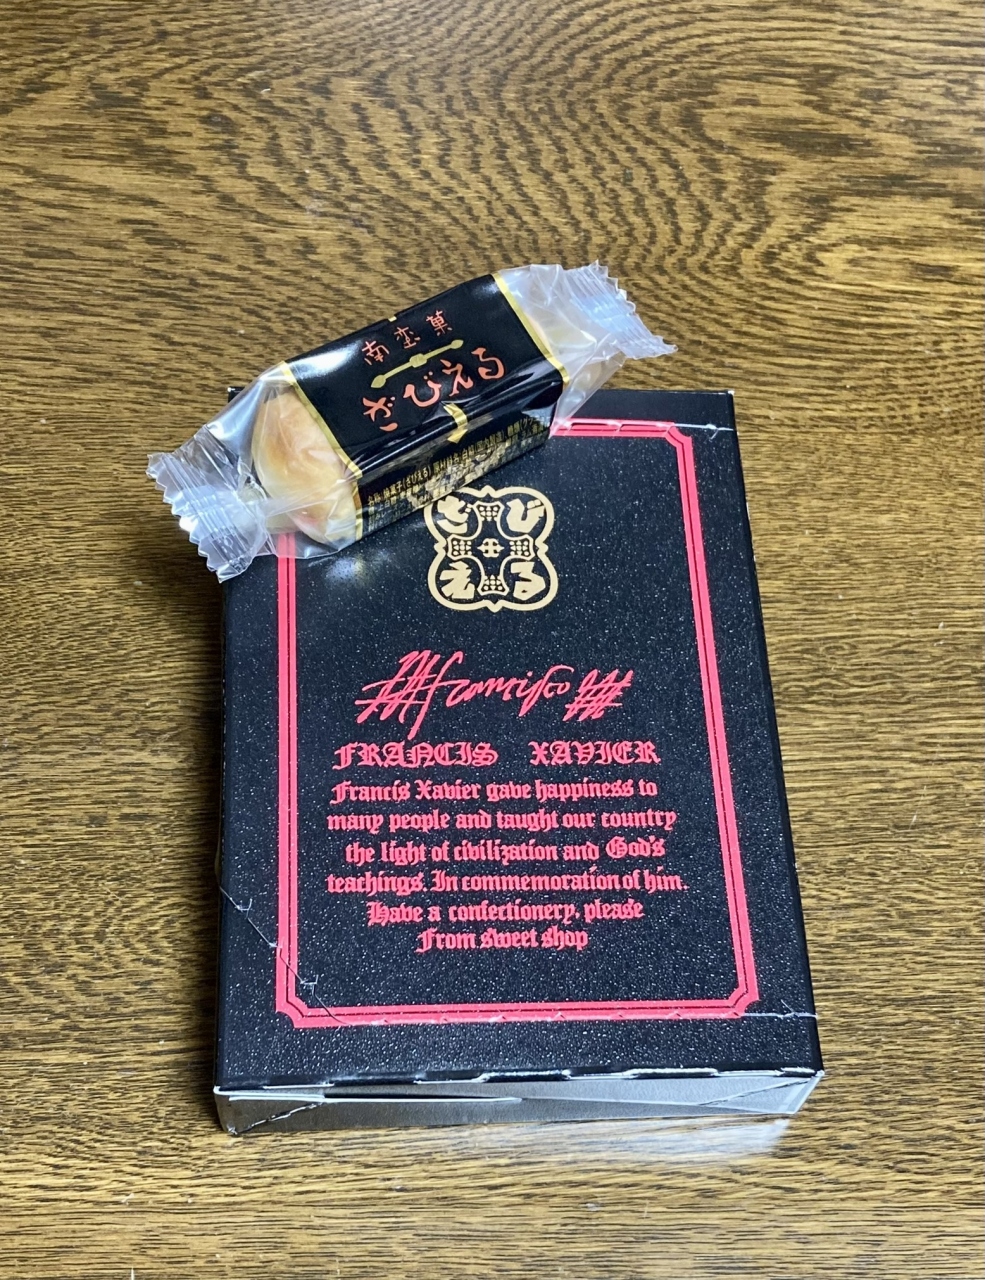 南蛮菓
ざびえる
ざび
える
Francisco
FRANCIS XAVIER
Francis Xavier gave happiness to
many people and taught our country
the light of civilization and God's
teachings. In commemoration of him.
Have a confectionery, please
From sweet shop